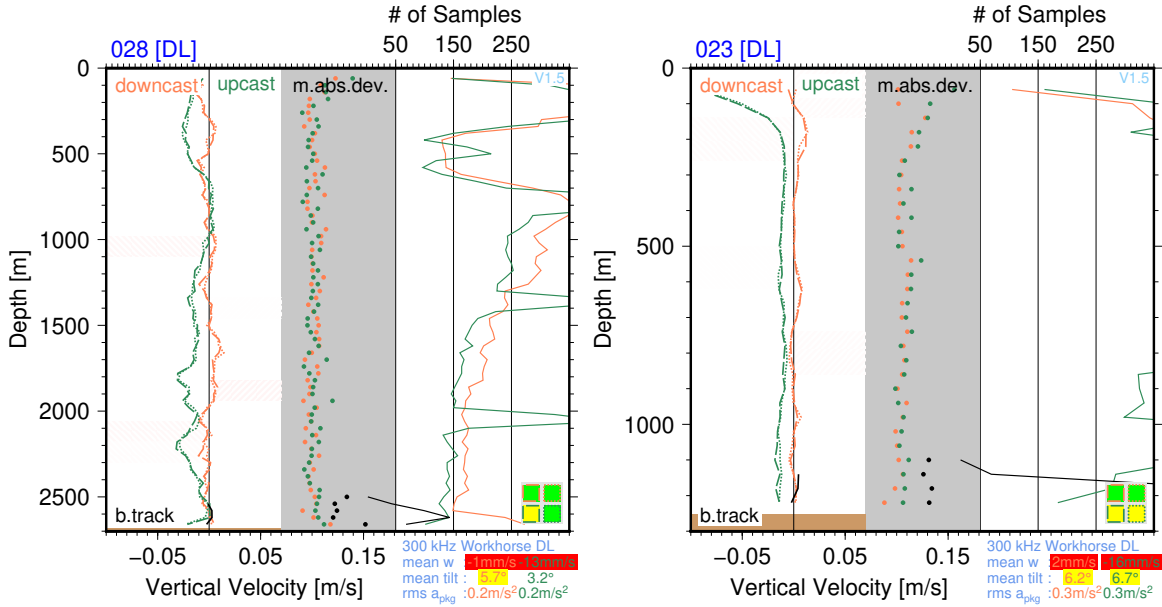 # of Samples
50 150 250
028 [DL]
downcast upcast m.abs.dev. V1.5
0
500
1000
1500
2000
2500
Depth [m]
b.track
−0.05 0.05 0.15
Vertical Velocity [m/s]
300 kHz Workhorse DL
mean w : -1mm/s -13mm/s
mean tilt : 5.7° 3.2°
rms apkg : 0.2m/s² 0.2m/s²
# of Samples
50 150 250
023 [DL]
downcast upcast m.abs.dev. V1.5
0
500
1000
Depth [m]
b.track
−0.05 0.05 0.15
Vertical Velocity [m/s]
300 kHz Workhorse DL
mean w : 2mm/s -16mm/s
mean tilt : 6.2° 6.7°
rms apkg : 0.3m/s² 0.3m/s²